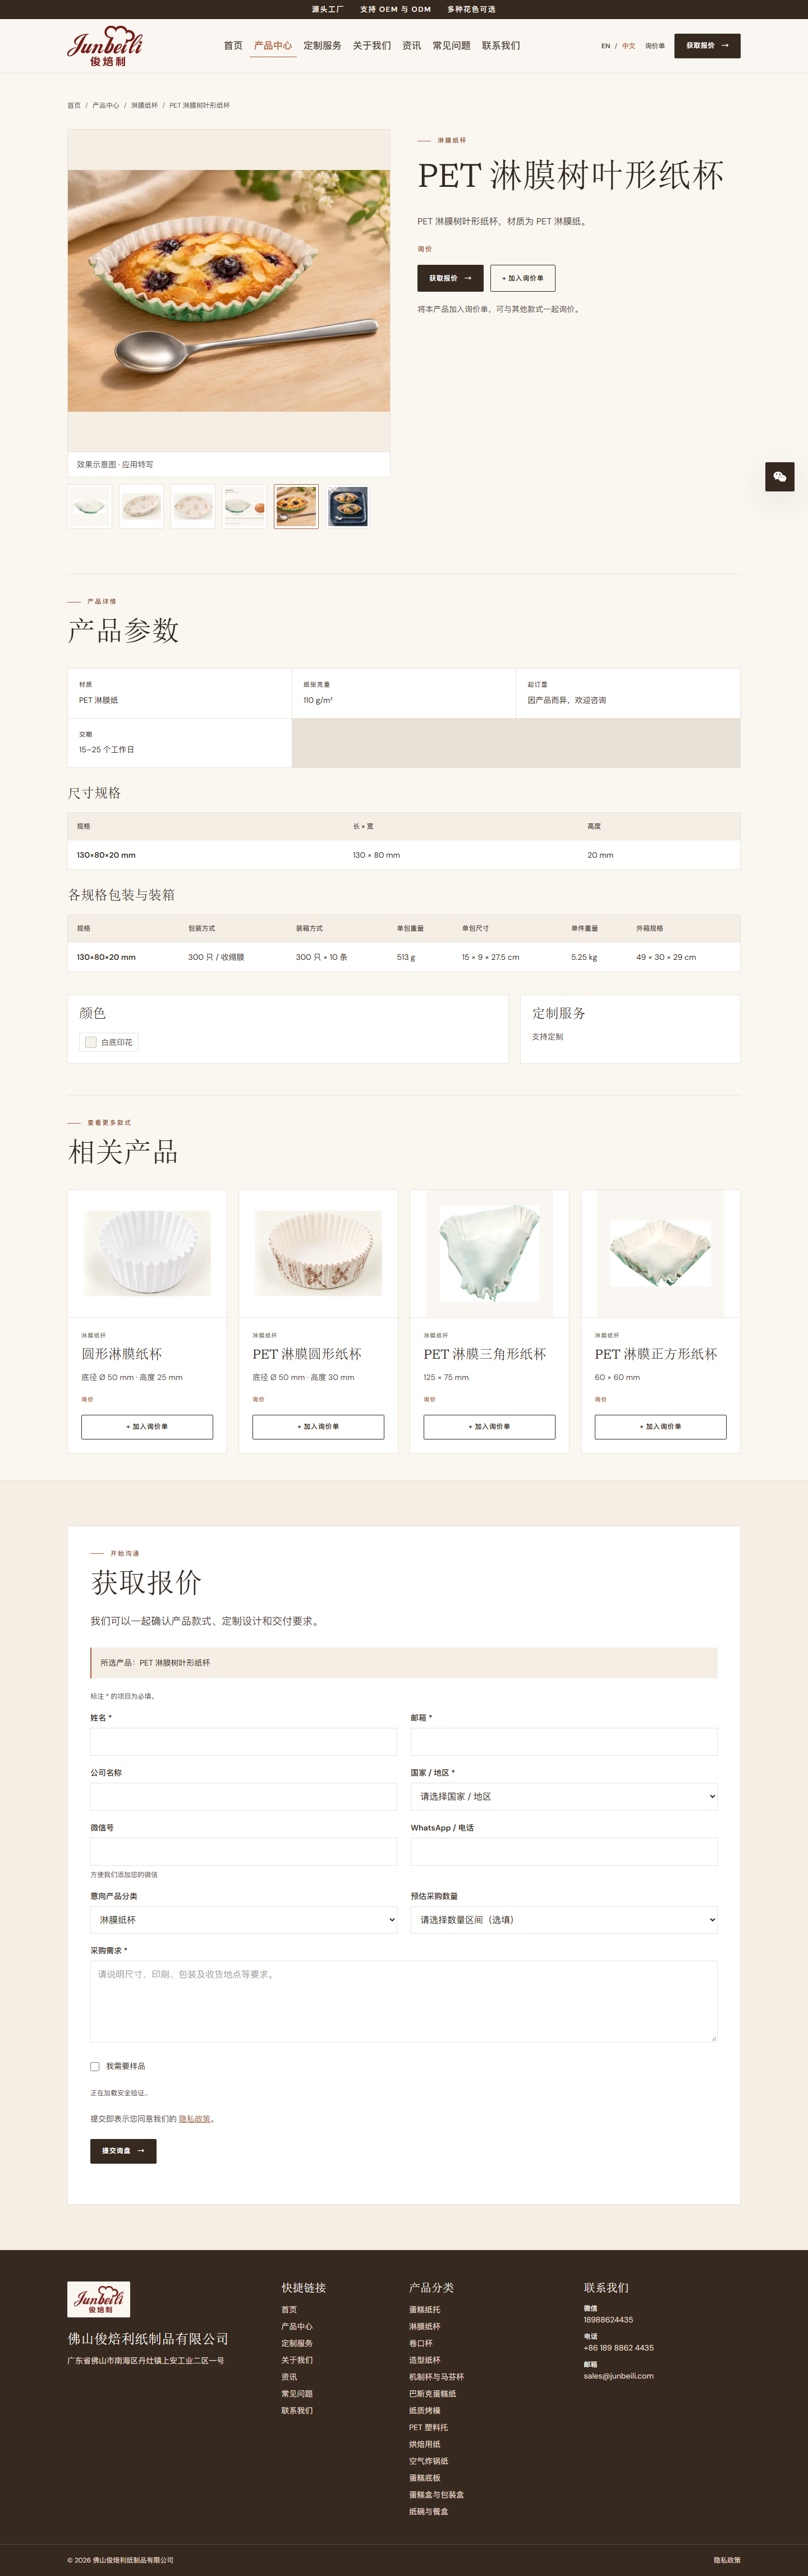 源头工厂 支持 OEM 与 ODM 多种花色可选
Junbeili
俊焙利
首页 产品中心 定制服务 关于我们 资讯 常见问题 联系我们
EN / 中文 询价单 获取报价 →
首页 / 产品中心 / 淋膜纸杯 / PET 淋膜树叶形纸杯
淋膜纸杯
PET 淋膜树叶形纸杯
PET 淋膜树叶形纸杯，材质为 PET 淋膜纸。
询价
获取报价 → + 加入询价单
将本产品加入询价单，可与其他款式一起询价。
效果示意图 · 应用特写
产品详情
产品参数
材质 纸张克重 起订量
PET 淋膜纸 110 g/m² 因产品而异，欢迎咨询
交期
15–25 个工作日
尺寸规格
规格 长 × 宽 高度
130×80×20 mm 130 × 80 mm 20 mm
各规格包装与装箱
规格 包装方式 装箱方式 单包重量 单包尺寸 单件重量 外箱规格
130×80×20 mm 300 只 / 收缩膜 300 只 × 10 条 513 g 15 × 9 × 27.5 cm 5.25 kg 49 × 30 × 29 cm
颜色 定制服务
白底印花 支持定制
查看更多款式
相关产品
淋膜纸杯 淋膜纸杯 淋膜纸杯 淋膜纸杯
圆形淋膜纸杯 PET 淋膜圆形纸杯 PET 淋膜三角形纸杯 PET 淋膜正方形纸杯
底径 Ø 50 mm · 高度 25 mm 底径 Ø 50 mm · 高度 30 mm 125 × 75 mm 60 × 60 mm
询价 询价 询价 询价
+ 加入询价单 + 加入询价单 + 加入询价单 + 加入询价单
开始沟通
获取报价
我们可以一起确认产品款式、定制设计和交付要求。
所选产品：PET 淋膜树叶形纸杯
标注 * 的项目为必填。
姓名 * 邮箱 *
公司名称 国家 / 地区 *
请选择国家 / 地区
微信号 WhatsApp / 电话
方便我们添加您的微信
意向产品分类 预估采购数量
淋膜纸杯 请选择数量区间（选填）
采购需求 *
请说明尺寸、印刷、包装及收货地点等要求。
我需要样品
正在加载安全验证…
提交即表示您同意我们的 隐私政策。
提交询盘 →
Junbeili
俊焙利
佛山俊焙利纸制品有限公司
广东省佛山市南海区丹灶镇上安工业二区一号
快捷链接
首页
产品中心
定制服务
关于我们
资讯
常见问题
联系我们
产品分类
蛋糕纸托
淋膜纸杯
卷口杯
造型纸杯
机制杯与马芬杯
巴斯克蛋糕纸
纸质烤模
PET 塑料托
烘焙用纸
空气炸锅纸
蛋糕底板
蛋糕盒与包装盒
纸碗与餐盒
联系我们
微信
18988624435
电话
+86 189 8862 4435
邮箱
sales@junbeili.com
© 2026 佛山俊焙利纸制品有限公司 隐私政策